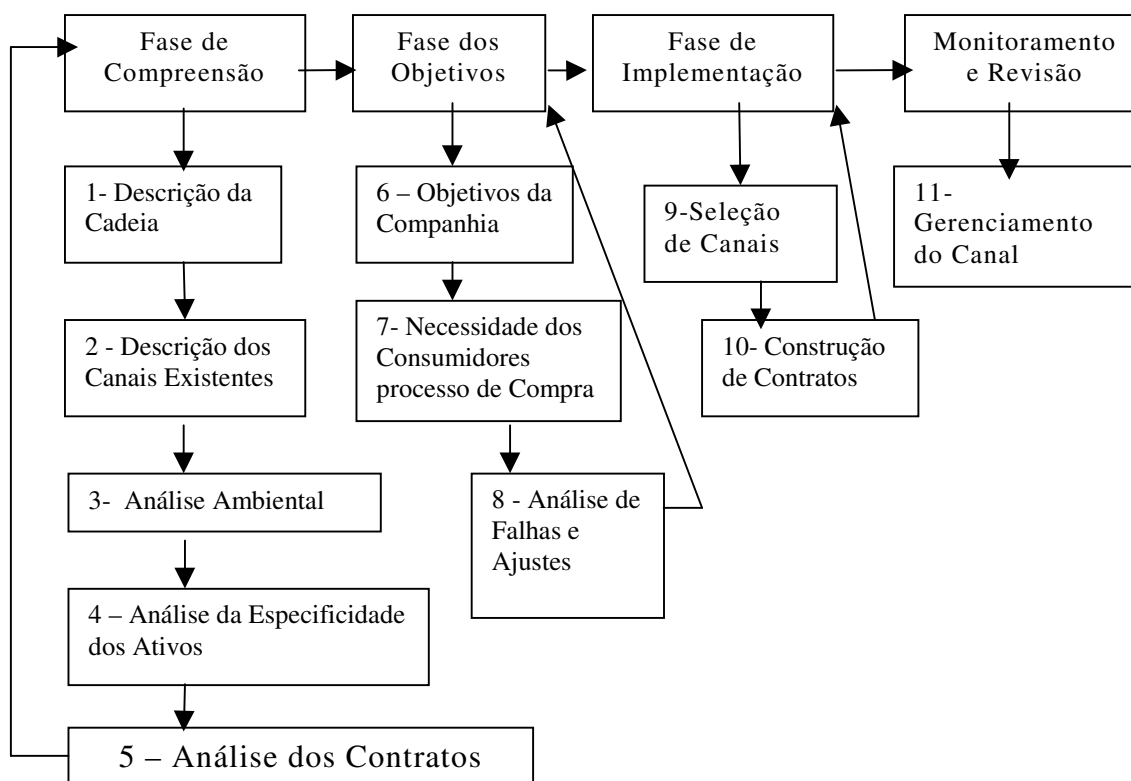 Fase de
Compreensão
Fase dos
Objetivos
Fase de
Implementação
Monitoramento
e Revisão
1- Descrição da
Cadeia
6 – Objetivos da
Companhia
9-Seleção
de Canais
11-
Gerenciamento
do Canal
2 - Descrição dos
Canais Existentes
7- Necessidade dos
Consumidores
processo de Compra
10- Construção
de Contratos
3- Análise Ambiental
8 - Análise de
Falhas e
Ajustes
4 – Análise da Especificidade
dos Ativos
5 – Análise dos Contratos